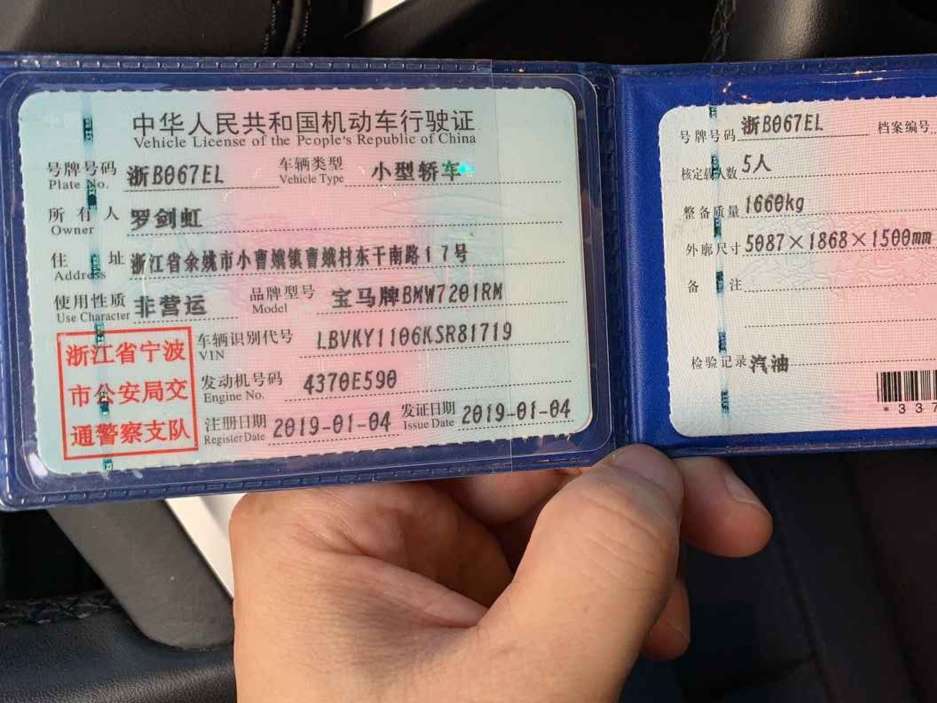 中华人民共和国机动车行驶证
Vehicle License of the People's Republic of China
号牌号码 浙B067EL 车辆类型 小型轿车
Plate No. Vehicle Type
所有人 罗剑虹
Owner
住址 浙江省余姚市小曹娥镇曹娥村东干南路17号
Address
使用性质 非营运 品牌型号 宝马牌BMW7201RM
Use Character Model
车辆识别代号 LBVKY1106KSR81719
VIN
发动机号码 4370E590
Engine No.
注册日期 2019-01-04 发证日期 2019-01-04
Register Date Issue Date
浙江省宁波
市公安局交
通警察支队
号牌号码 浙B067EL 档案编号
核定载人数 5人
整备质量 1660kg
外廓尺寸 5087×1868×1500mm
备注
检验记录 汽油
*337